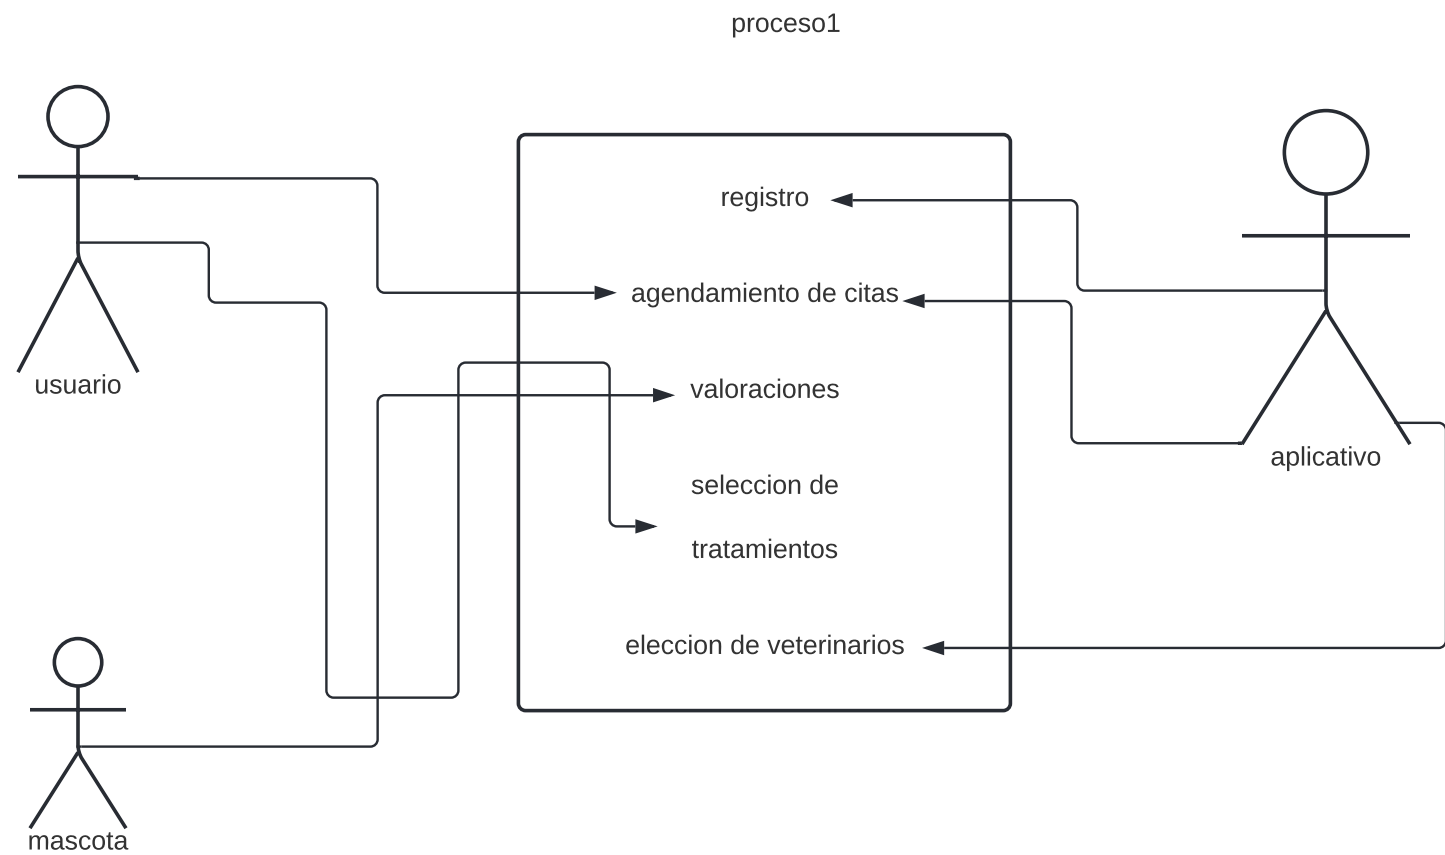 proceso1
registro
agendamiento de citas
usuario
valoraciones
aplicativo
seleccion de
tratamientos
eleccion de veterinarios
mascota